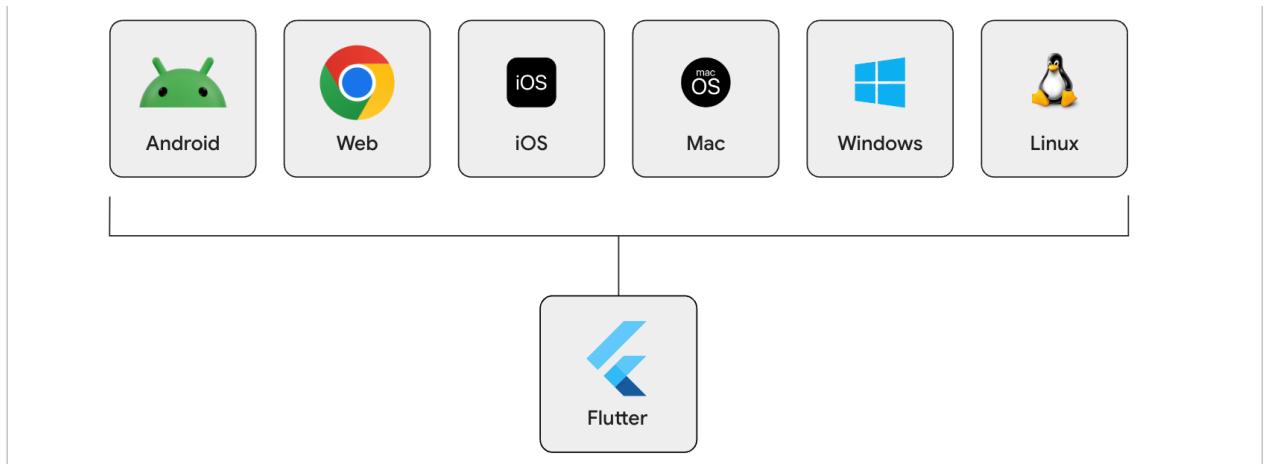 iOS
mac
OS
Android
Web
iOS
Mac
Windows
Linux
Flutter